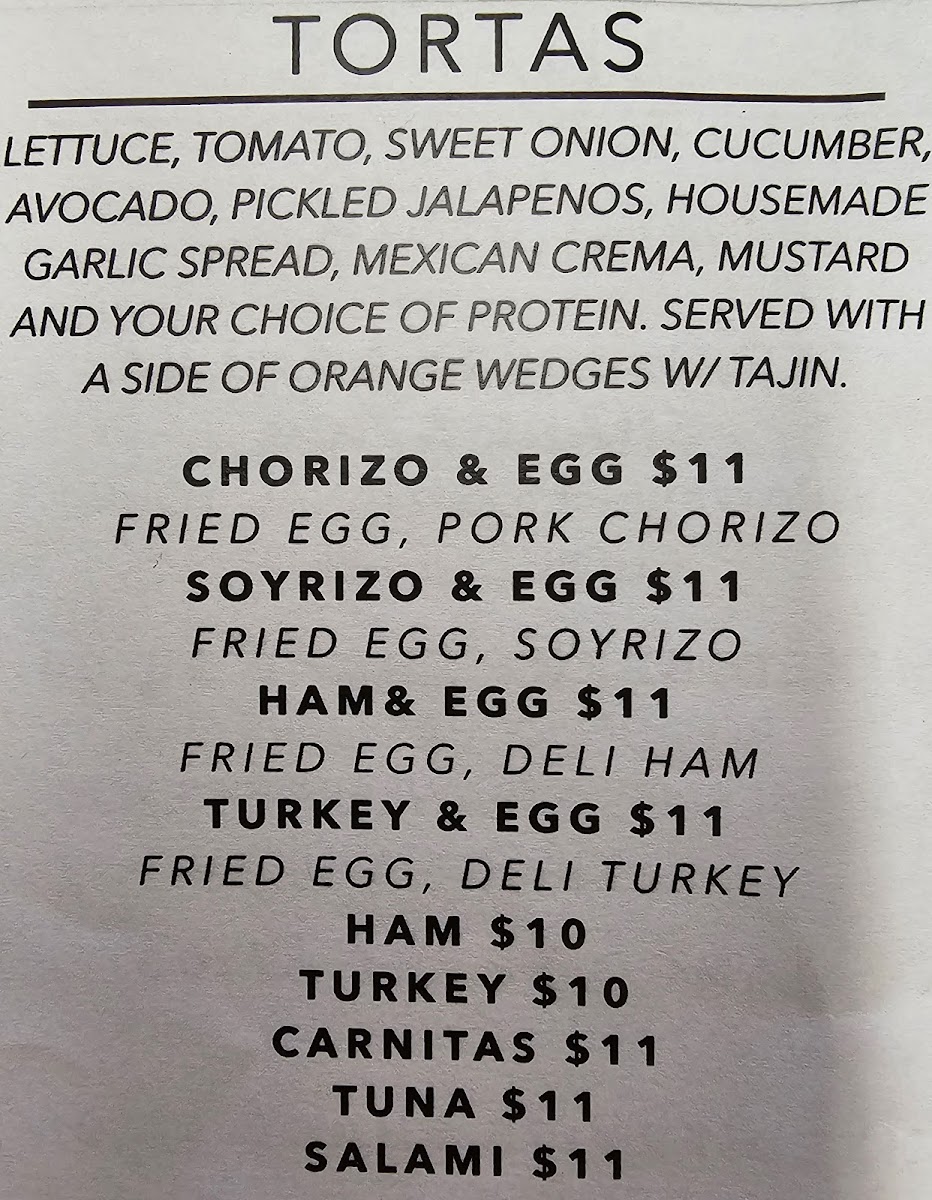 TORTAS
LETTUCE, TOMATO, SWEET ONION, CUCUMBER,
AVOCADO, PICKLED JALAPENOS, HOUSEMADE
GARLIC SPREAD, MEXICAN CREMA, MUSTARD
AND YOUR CHOICE OF PROTEIN. SERVED WITH
A SIDE OF ORANGE WEDGES W/ TAJIN.
CHORIZO & EGG $11
FRIED EGG, PORK CHORIZO
SOYRIZO & EGG $11
FRIED EGG, SOYRIZO
HAM& EGG $11
FRIED EGG, DELI HAM
TURKEY & EGG $11
FRIED EGG, DELI TURKEY
HAM $10
TURKEY $10
CARNITAS $11
TUNA $11
SALAMI $11